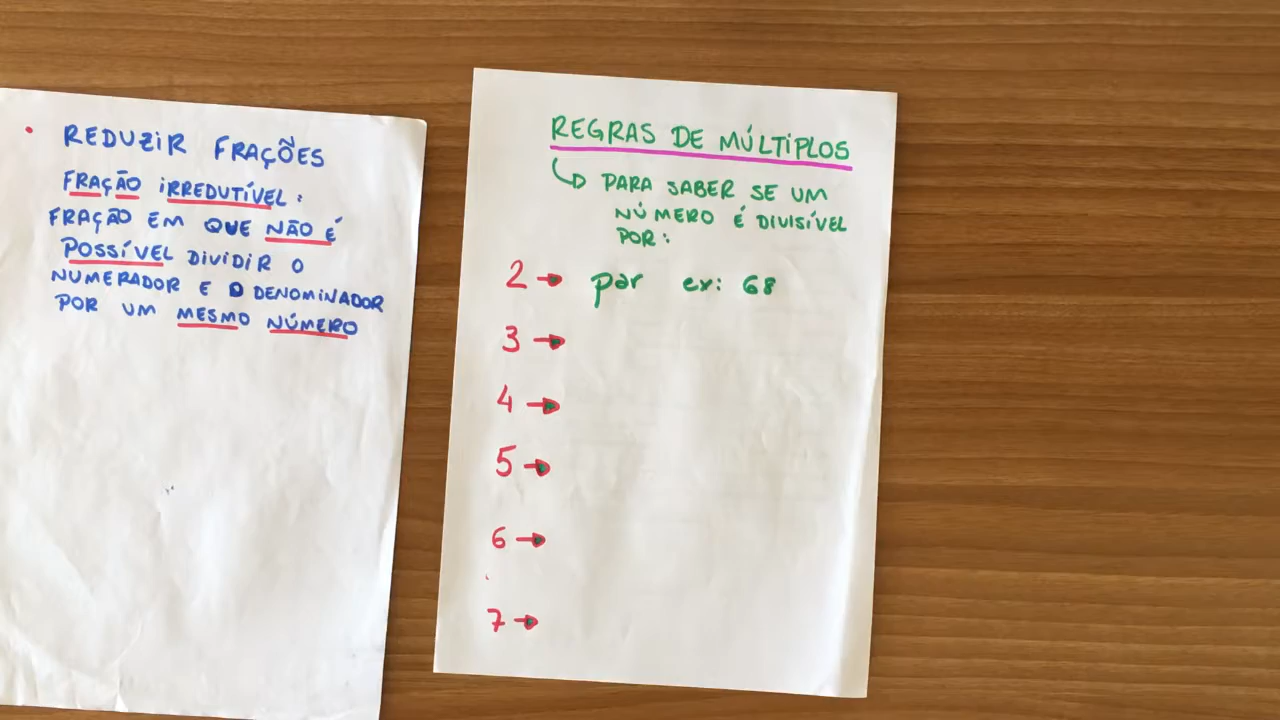 • REDUZIR FRAÇÕES
FRAÇÃO IRREDUTÍVEL:
FRAÇÃO EM QUE NÃO É
POSSÍVEL DIVIDIR O
NUMERADOR E O DENOMINADOR
POR UM MESMO NÚMERO
REGRAS DE MÚLTIPLOS
↳ PARA SABER SE UM
NÚMERO É DIVISÍVEL
POR:
2 → par ex: 68
3 →
4 →
5 →
6 →
7 →